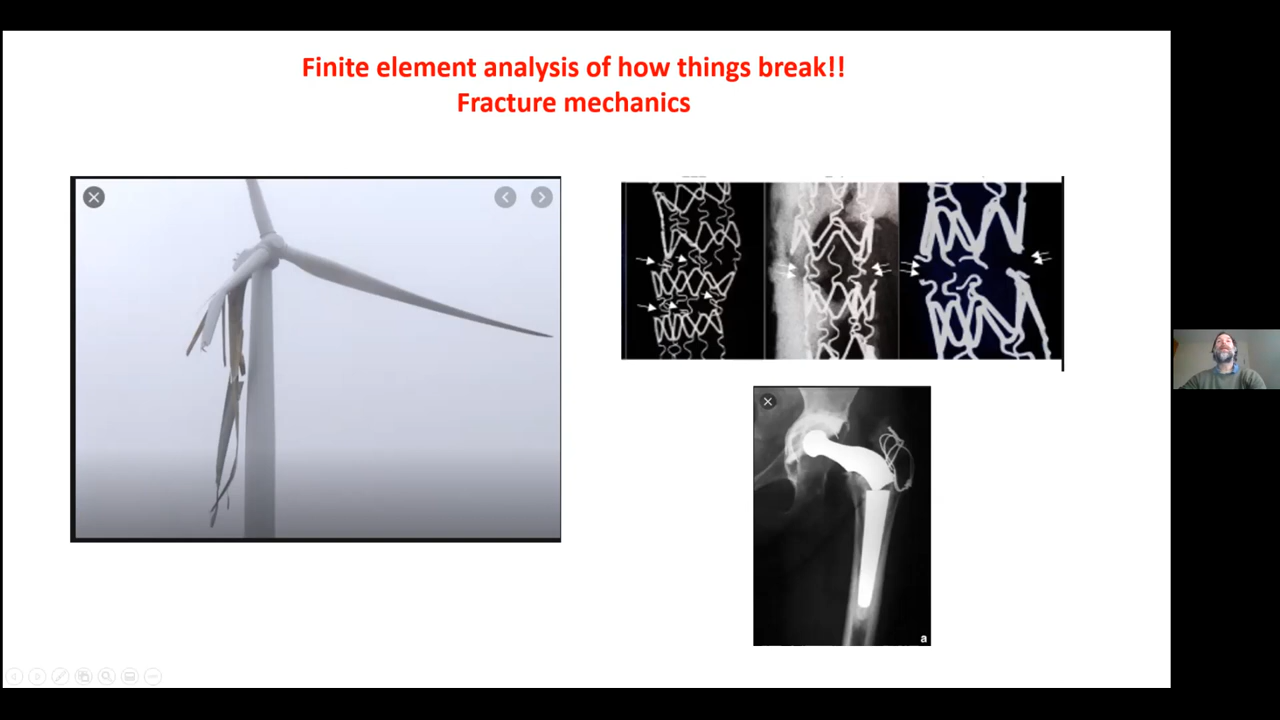 Finite element analysis of how things break!!
Fracture mechanics
a